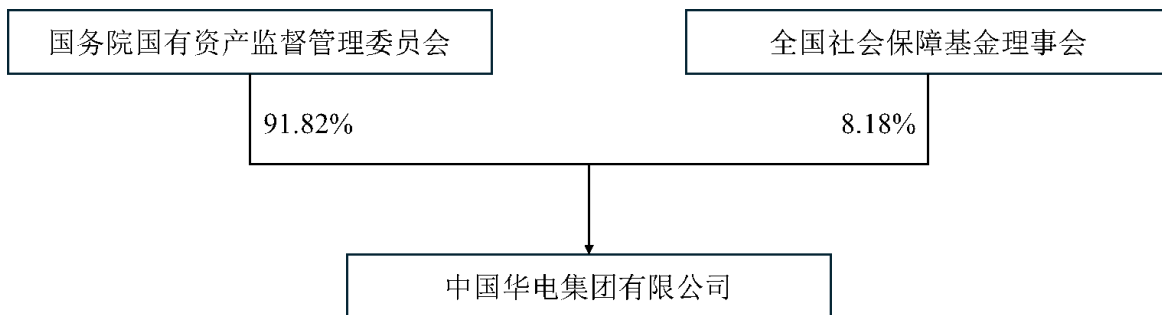 国务院国有资产监督管理委员会
全国社会保障基金理事会
91.82%
8.18%
中国华电集团有限公司